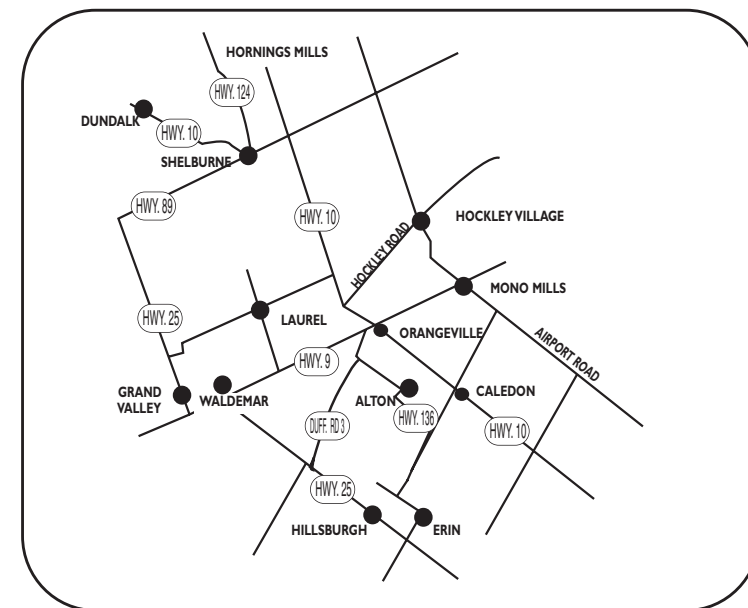 HORNINGS MILLS
HWY. 124
DUNDALK
HWY. 10
SHELBURNE
HWY. 89
HWY. 10
HOCKLEY VILLAGE
HOCKLEY ROAD
MONO MILLS
HWY. 25
LAUREL
ORANGEVILLE
AIRPORT ROAD
HWY. 9
GRAND
VALLEY
WALDEMAR
ALTON
CALEDON
DUFF. RD 3
HWY. 136
HWY. 10
HWY. 25
HILLSBURGH
ERIN